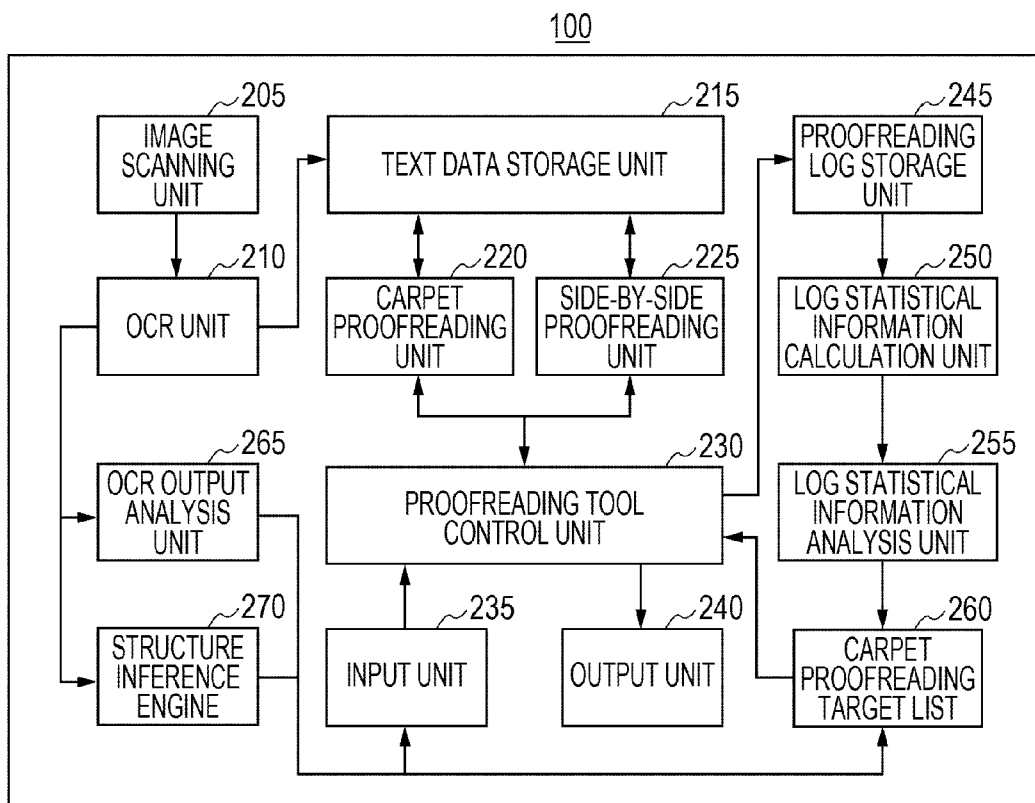 100
205
IMAGE
SCANNING
UNIT
215
TEXT DATA STORAGE UNIT
245
PROOFREADING
LOG STORAGE
UNIT
210
OCR UNIT
220
CARPET
PROOFREADING
UNIT
225
SIDE-BY-SIDE
PROOFREADING
UNIT
250
LOG STATISTICAL
INFORMATION
CALCULATION UNIT
265
OCR OUTPUT
ANALYSIS
UNIT
230
PROOFREADING TOOL
CONTROL UNIT
255
LOG STATISTICAL
INFORMATION
ANALYSIS UNIT
270
STRUCTURE
INFERENCE
ENGINE
235
INPUT UNIT
240
OUTPUT UNIT
260
CARPET
PROOFREADING
TARGET LIST